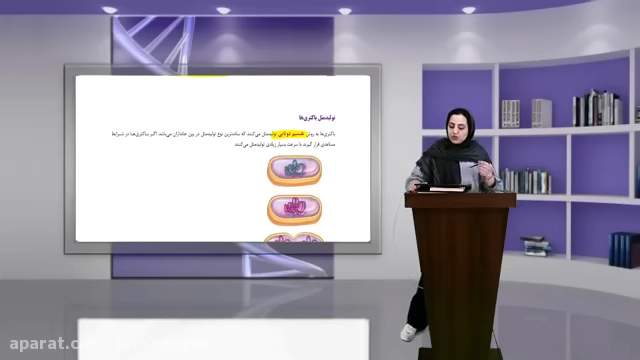 تولیدمثل باکتری‌ها
باکتری‌ها به روش تقسیم دوتایی تولیدمثل می‌کنند که ساده‌ترین نوع تولیدمثل در بین جانداران می‌باشد. اگر باکتری‌ها در شرایط
مساعدی قرار گیرند با سرعت بسیار زیادی تولیدمثل می‌کنند.
aparat.com/